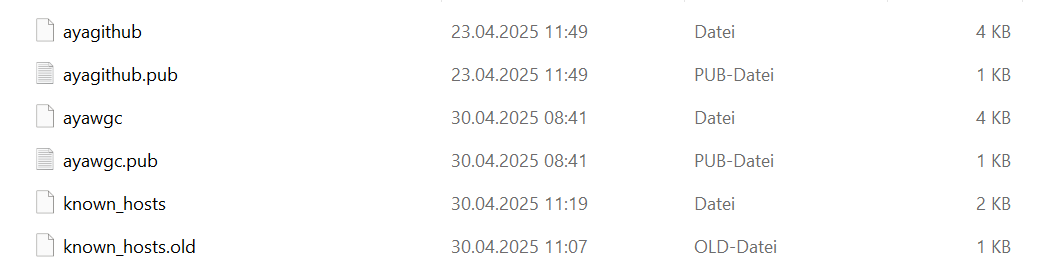 ayagithub 23.04.2025 11:49 Datei 4 KB
ayagithub.pub 23.04.2025 11:49 PUB-Datei 1 KB
ayawgc 30.04.2025 08:41 Datei 4 KB
ayawgc.pub 30.04.2025 08:41 PUB-Datei 1 KB
known_hosts 30.04.2025 11:19 Datei 2 KB
known_hosts.old 30.04.2025 11:07 OLD-Datei 1 KB